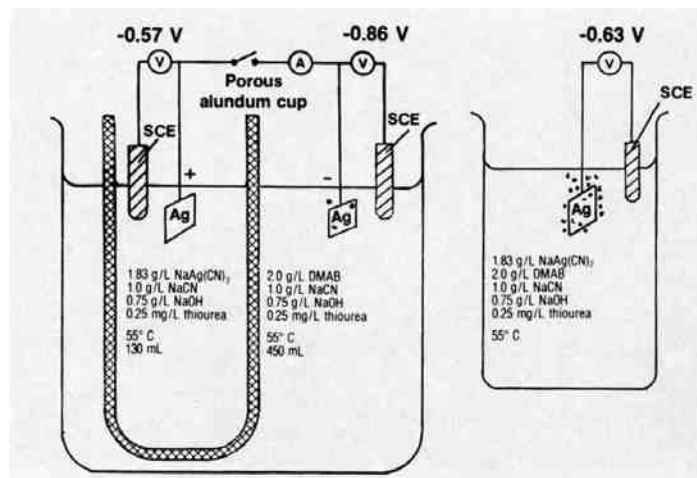 -0.57 V
V
A
-0.86 V
V
Porous
alundum cup
SCE
SCE
+
-
Ag
Ag
1.83 g/L NaAg(CN)₂
1.0 g/L NaCN
0.75 g/L NaOH
0.25 mg/L thiourea
55° C
130 mL
2.0 g/L DMAB
1.0 g/L NaCN
0.75 g/L NaOH
0.25 mg/L thiourea
55° C
450 mL
-0.63 V
V
SCE
Ag
1.83 g/L NaAg(CN)₂
2.0 g/L DMAB
1.0 g/L NaCN
0.75 g/L NaOH
0.25 mg/L thiourea
55° C